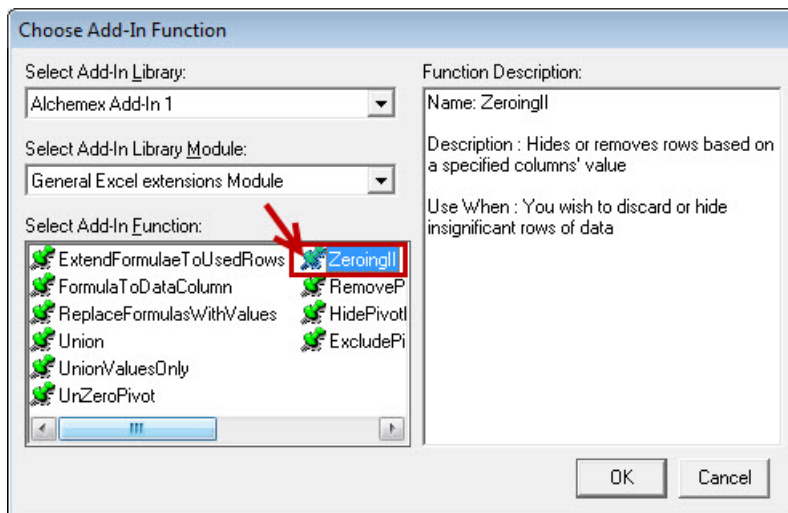 Choose Add-In Function
Select Add-In Library:
Alchemex Add-In 1
Select Add-In Library Module:
General Excel extensions Module
Select Add-In Function:
ExtendFormulaeToUsedRows
FormulaToDataColumn
ReplaceFormulasWithValues
Union
UnionValuesOnly
UnZeroPivot
ZeroingII
RemoveP
HidePivotI
ExcludePi
Function Description:
Name: ZeroingII
Description : Hides or removes rows based on
a specified columns' value
Use When : You wish to discard or hide
insignificant rows of data
OK
Cancel